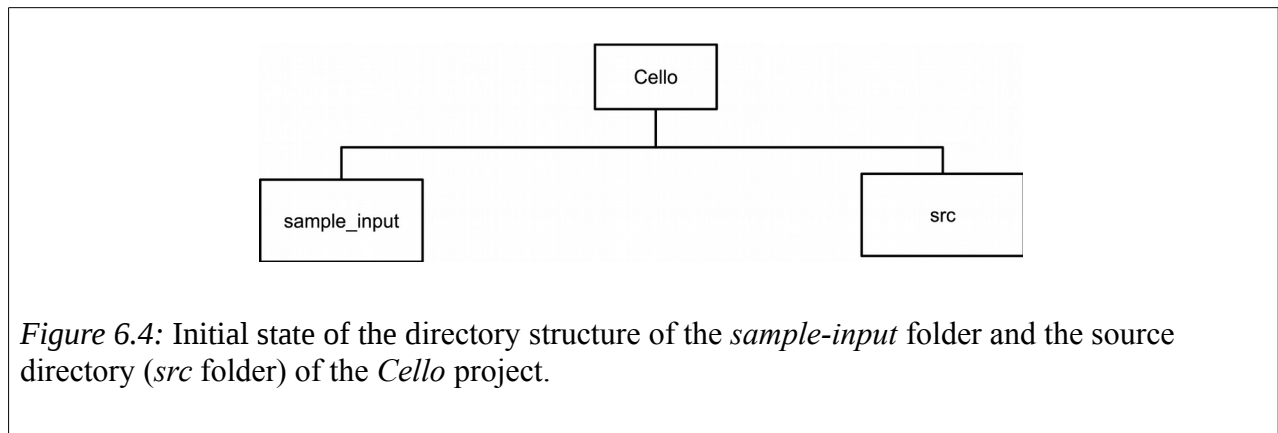 Cello
sample_input
src
Figure 6.4: Initial state of the directory structure of the sample-input folder and the source
directory (src folder) of the Cello project.